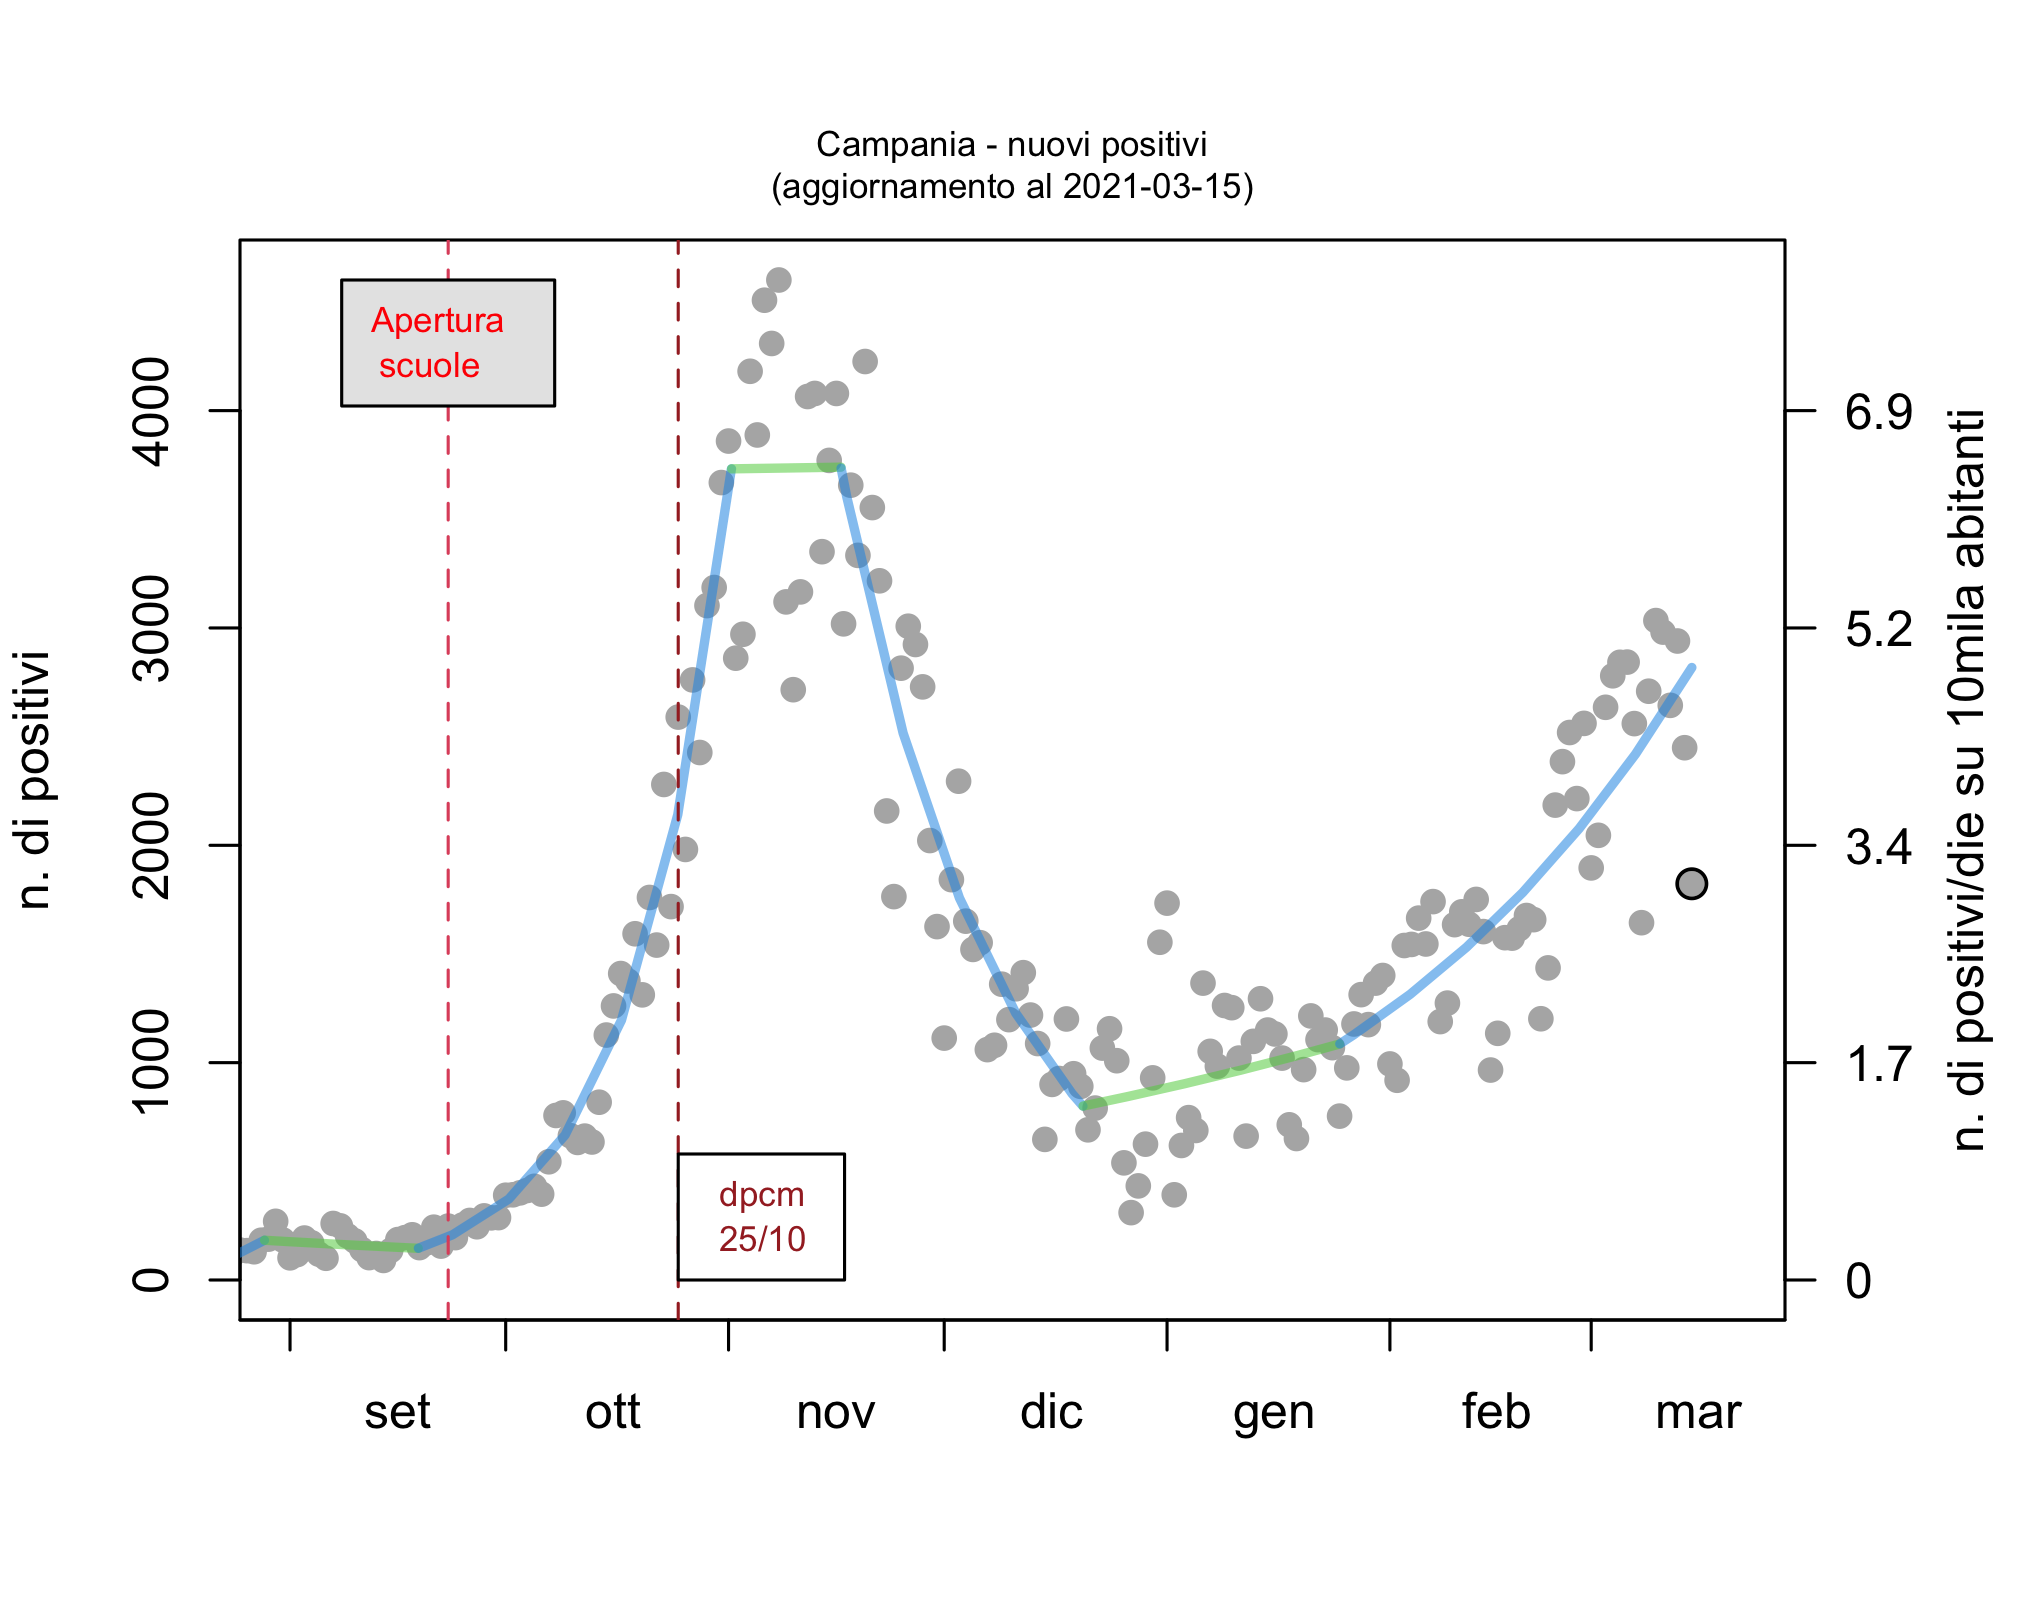 Campania - nuovi positivi
(aggiornamento al 2021-03-15)
Apertura
scuole
dpcm
25/10
n. di positivi
0
1000
2000
3000
4000
0
1.7
3.4
5.2
6.9
n. di positivi/die su 10mila abitanti
set ott nov dic gen feb mar